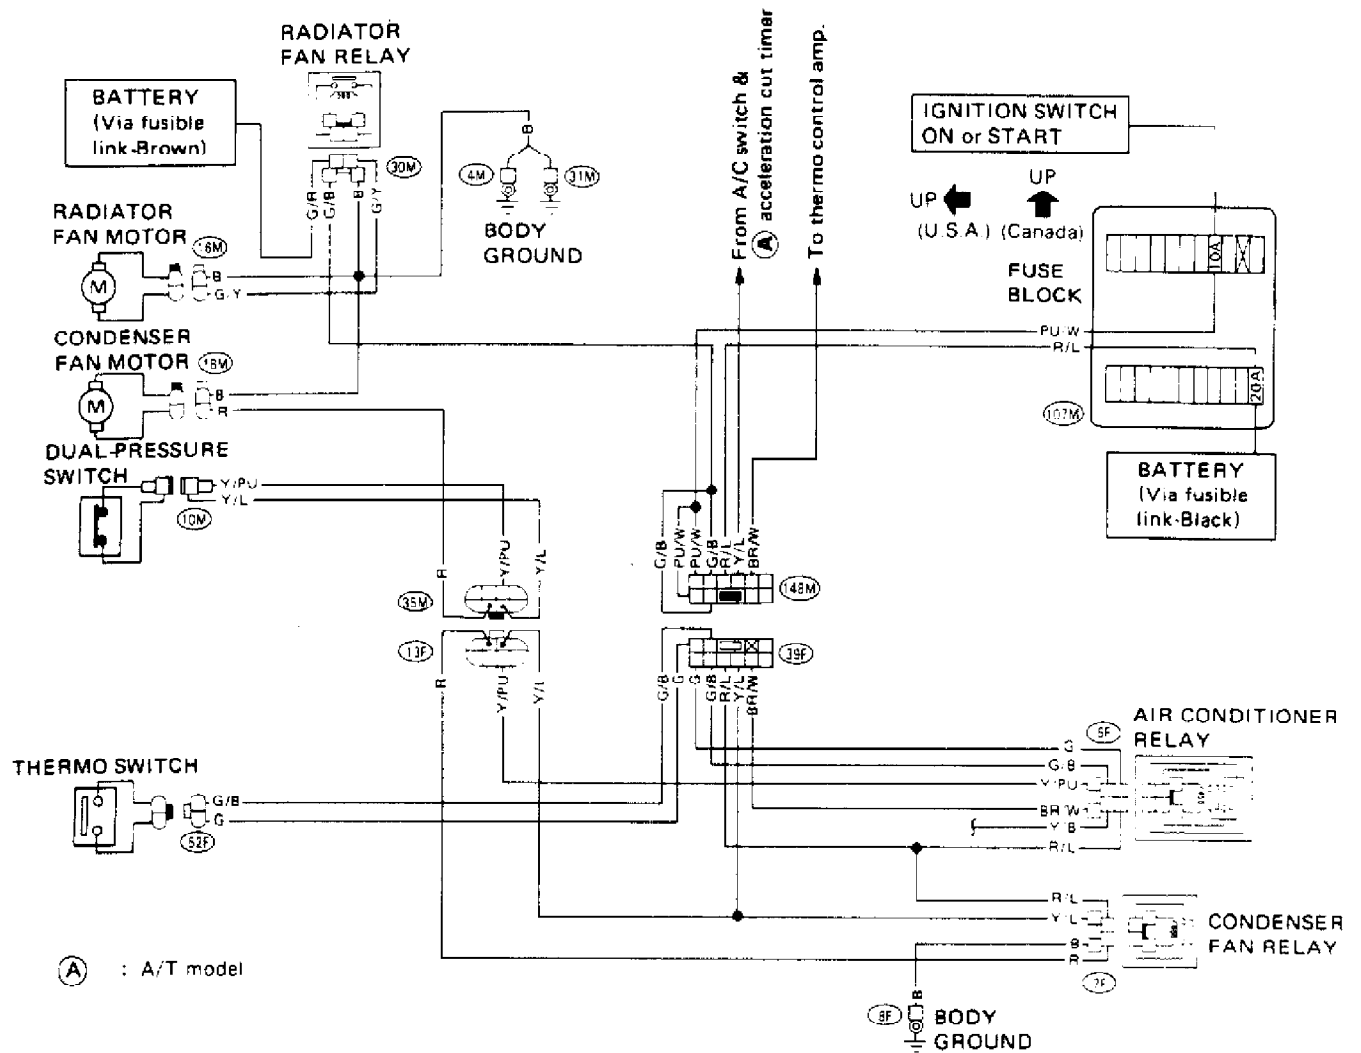 RADIATOR
FAN RELAY
BATTERY
(Via fusible
link-Brown)
30M
G/R
G/B
B
G/Y
B
4M
31M
BODY
GROUND
From A/C switch &
A acceleration cut timer
To thermo control amp.
IGNITION SWITCH
ON or START
UP
(U.S.A.)
UP
(Canada)
FUSE
BLOCK
10A
20A
107M
PU/W
R/L
BATTERY
(Via fusible
link-Black)
RADIATOR
FAN MOTOR
16M
M
B
G/Y
CONDENSER
FAN MOTOR
18M
M
B
R
DUAL-PRESSURE
SWITCH
Y/PU
Y/L
10M
R
Y/PU
Y/L
35M
13F
R
Y/PU
Y/L
G/B
PU/W
PU/W
G/B
R/L
Y/L
BR/W
148M
39F
G/B
G
G
G/B
R/L
Y/L
BR/W
THERMO SWITCH
G/B
G
52F
AIR CONDITIONER
RELAY
G
G/B
Y/PU
BR/W
Y/B
R/L
R/L
Y/L
B
R
CONDENSER
FAN RELAY
B
8F
BODY
GROUND
A : A/T model